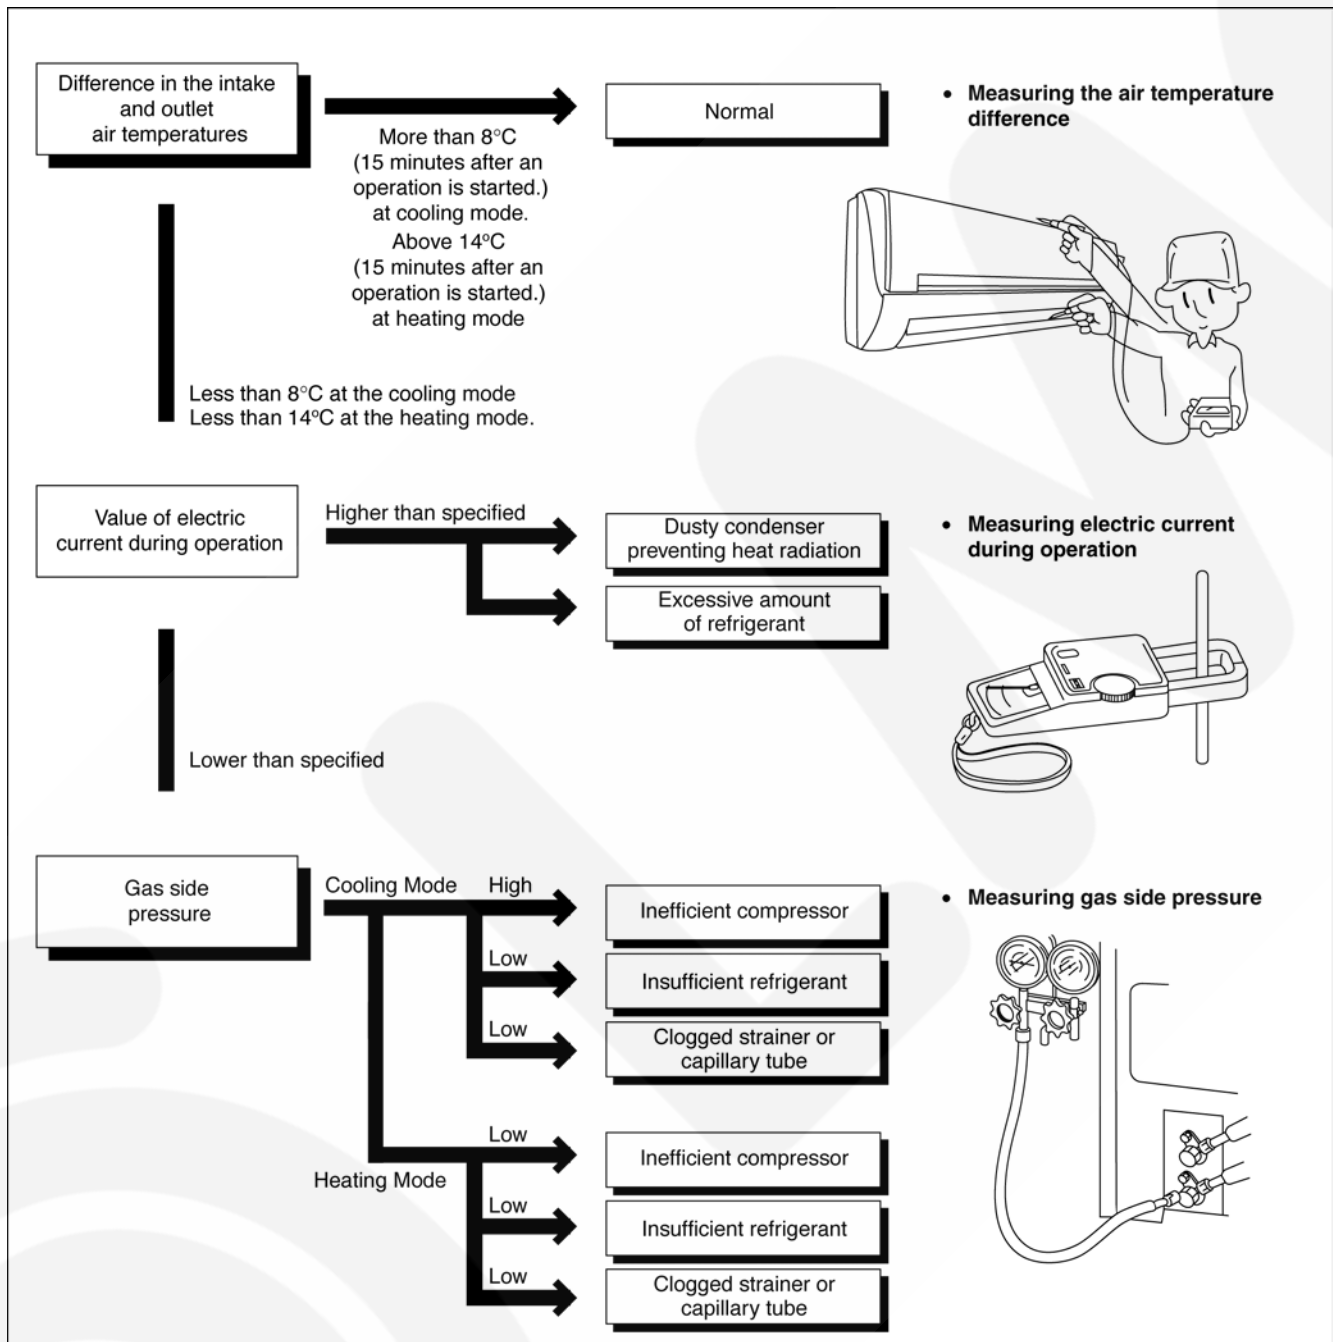 Difference in the intake
and outlet
air temperatures
More than 8°C
(15 minutes after an
operation is started.)
at cooling mode.
Above 14ºC
(15 minutes after an
operation is started.)
at heating mode
Normal
• Measuring the air temperature
difference
Less than 8°C at the cooling mode
Less than 14ºC at the heating mode.
Value of electric
current during operation
Higher than specified
Dusty condenser
preventing heat radiation
Excessive amount
of refrigerant
• Measuring electric current
during operation
Lower than specified
Gas side
pressure
Cooling Mode
High
Inefficient compressor
Low
Insufficient refrigerant
Low
Clogged strainer or
capillary tube
• Measuring gas side pressure
Heating Mode
Low
Inefficient compressor
Low
Insufficient refrigerant
Low
Clogged strainer or
capillary tube